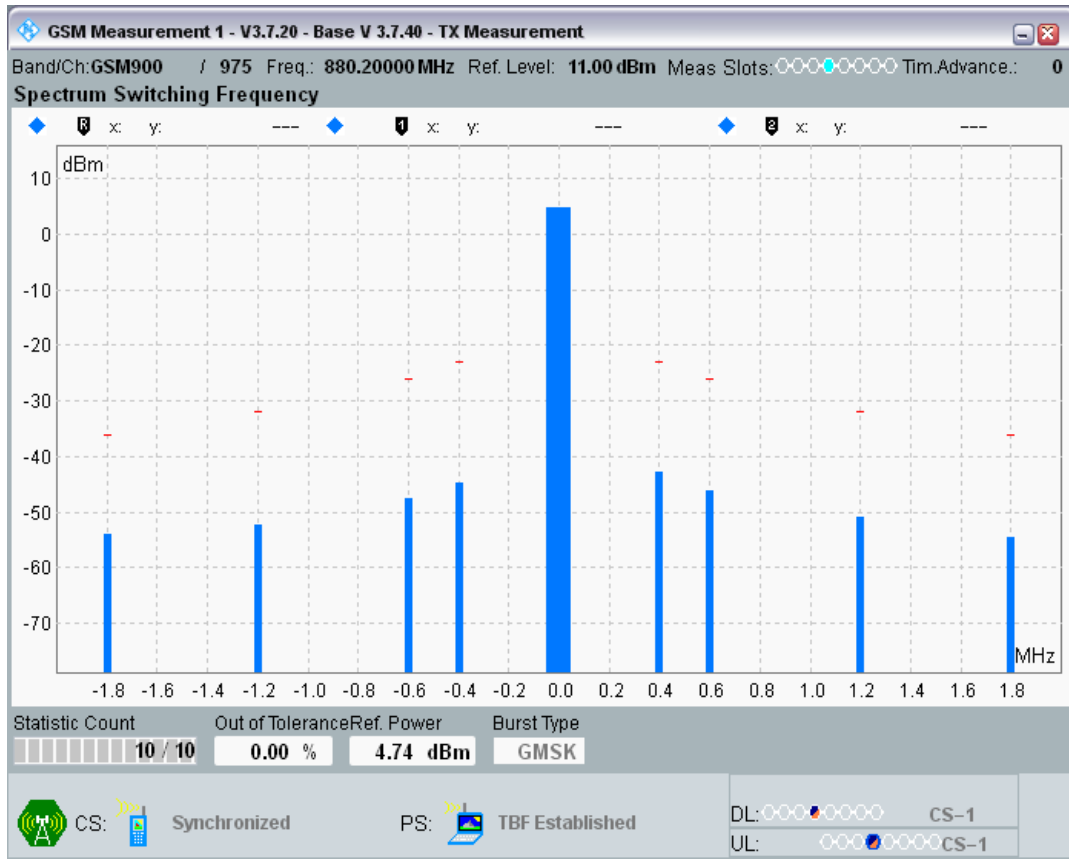 GSM Measurement 1 - V3.7.20 - Base V 3.7.40 - TX Measurement
Band/Ch:GSM900 / 975 Freq.: 880.20000 MHz Ref. Level: 11.00 dBm Meas Slots: Tim.Advance.: 0
Spectrum Switching Frequency
R x: y: --- 1 x: y: --- 2 x: y: ---
dBm
10
0
-10
-20
-30
-40
-50
-60
-70
MHz
-1.8 -1.6 -1.4 -1.2 -1.0 -0.8 -0.6 -0.4 -0.2 0.0 0.2 0.4 0.6 0.8 1.0 1.2 1.4 1.6 1.8
Statistic Count Out of Tolerance Ref. Power Burst Type
10 / 10 0.00 % 4.74 dBm GMSK
CS: Synchronized PS: TBF Established
DL: CS-1
UL: CS-1